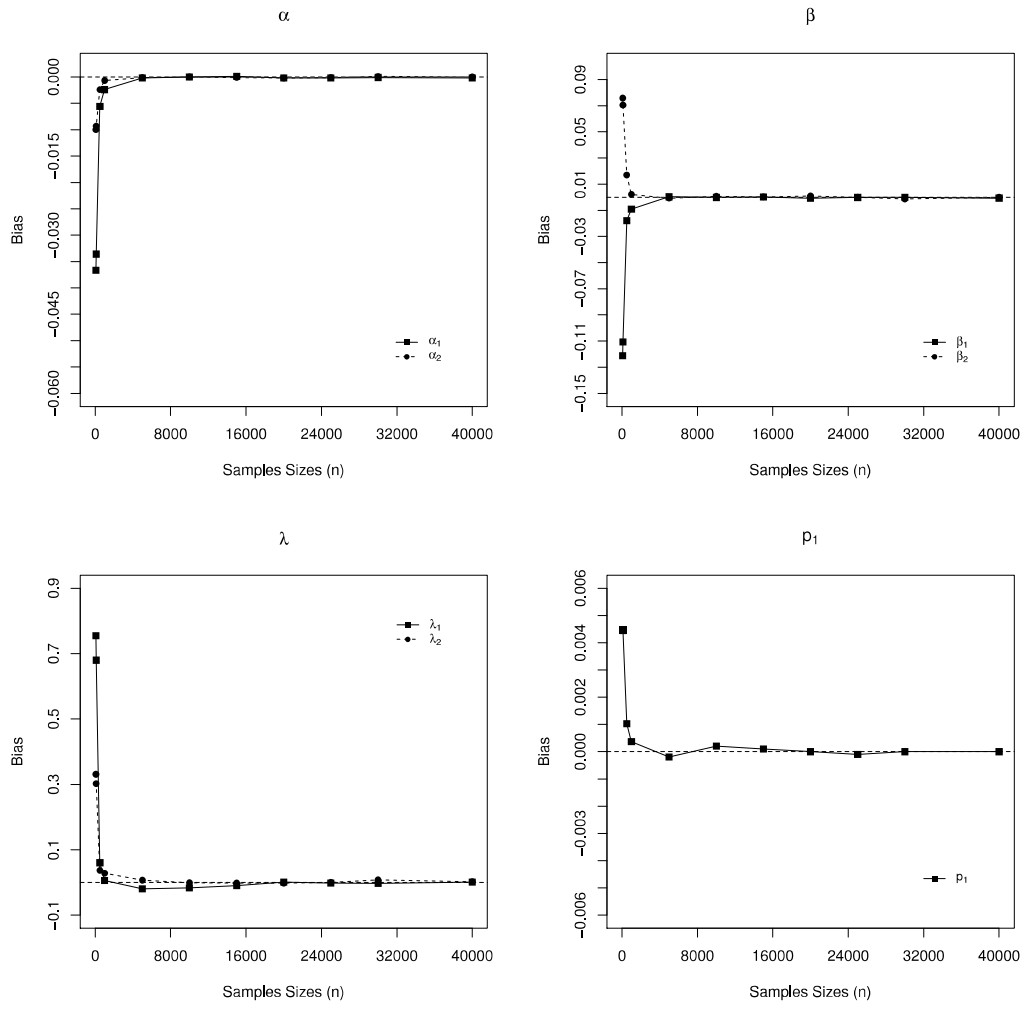 α
0.000
−0.015
−0.030
−0.045
−0.060
Bias
α1
α2
0 8000 16000 24000 32000 40000
Samples Sizes (n)
β
0.09
0.05
0.01
−0.03
−0.07
−0.11
−0.15
Bias
β1
β2
0 8000 16000 24000 32000 40000
Samples Sizes (n)
λ
0.9
0.7
0.5
0.3
0.1
−0.1
Bias
λ1
λ2
0 8000 16000 24000 32000 40000
Samples Sizes (n)
p1
0.006
0.004
0.002
0.000
−0.003
−0.006
Bias
p1
0 8000 16000 24000 32000 40000
Samples Sizes (n)